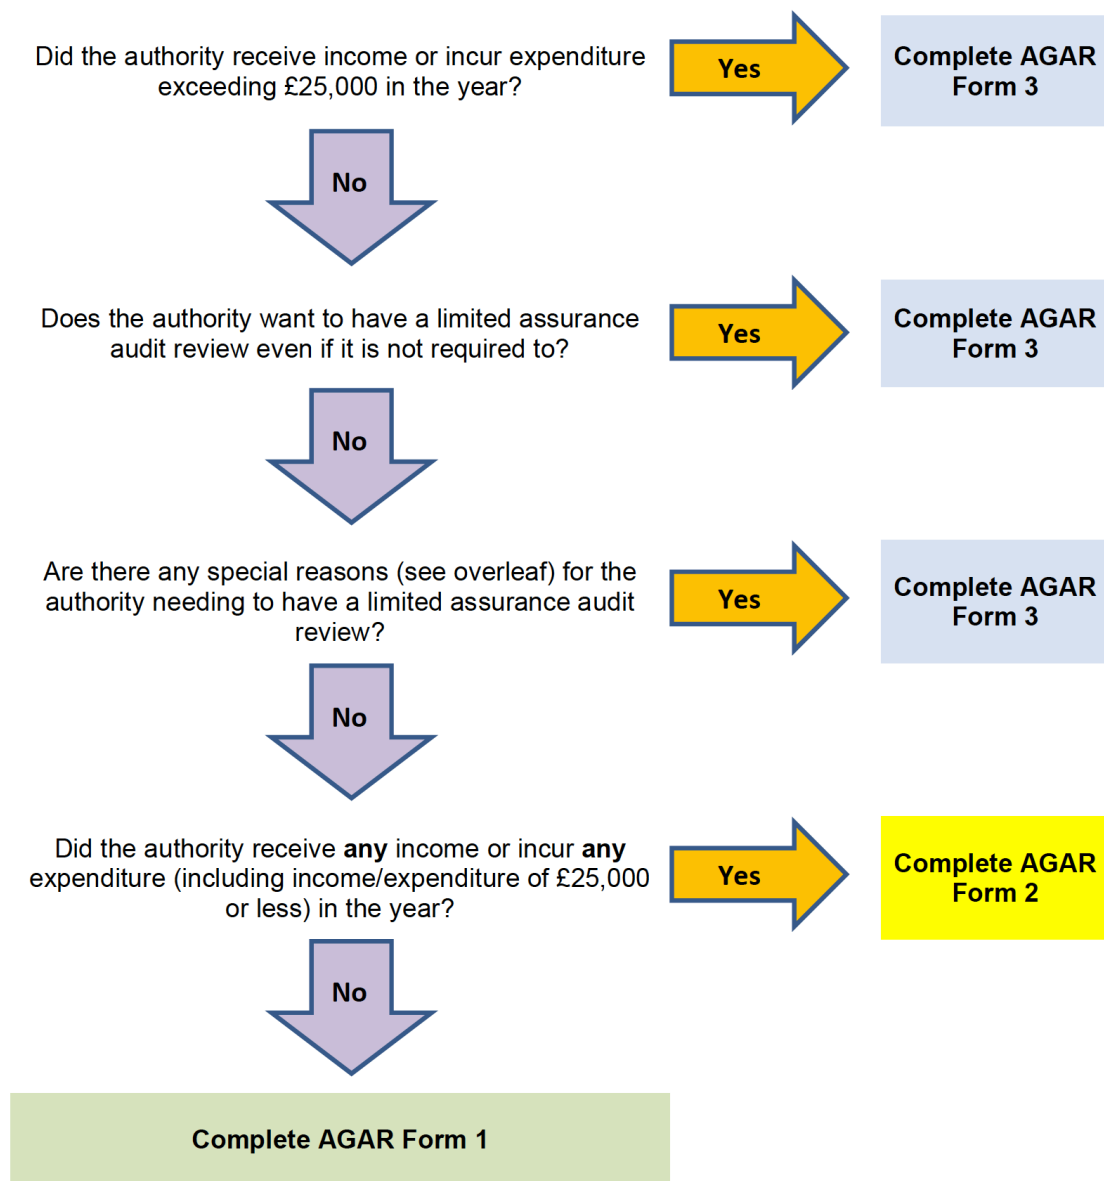 Did the authority receive income or incur expenditure
exceeding £25,000 in the year?
Yes
Complete AGAR
Form 3
No
Does the authority want to have a limited assurance
audit review even if it is not required to?
Yes
Complete AGAR
Form 3
No
Are there any special reasons (see overleaf) for the
authority needing to have a limited assurance audit
review?
Yes
Complete AGAR
Form 3
No
Did the authority receive any income or incur any
expenditure (including income/expenditure of £25,000
or less) in the year?
Yes
Complete AGAR
Form 2
No
Complete AGAR Form 1